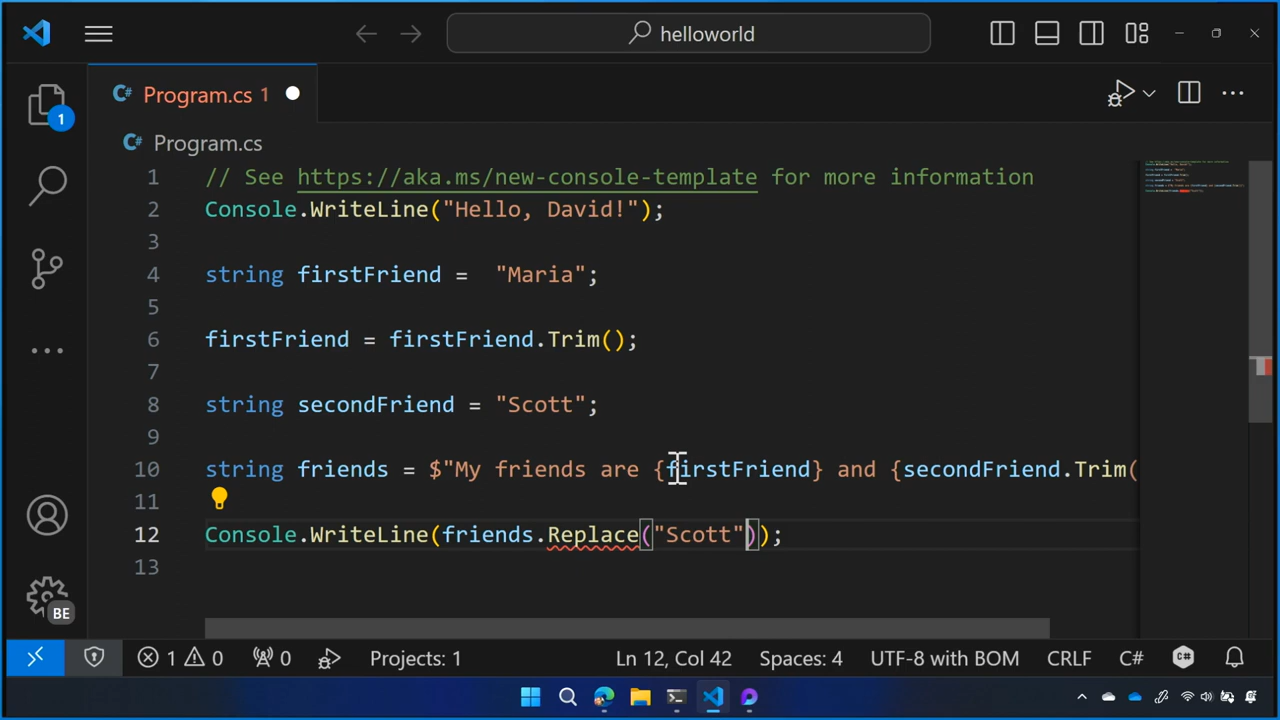 helloworld
Program.cs 1
1
Program.cs
1 // See https://aka.ms/new-console-template for more information
2 Console.WriteLine("Hello, David!");
3
4 string firstFriend =  "Maria";
5
6 firstFriend = firstFriend.Trim();
7
8 string secondFriend = "Scott";
9
10 string friends = $"My friends are {firstFriend} and {secondFriend.Trim(
11
12 Console.WriteLine(friends.Replace("Scott"));
13
BE
1 0 0 Projects: 1 Ln 12, Col 42 Spaces: 4 UTF-8 with BOM CRLF C#